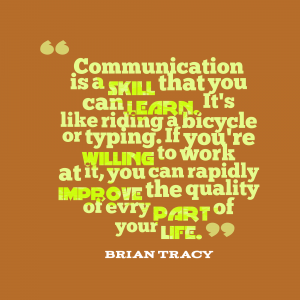 “
Communication
is a SKILL that you
can LEARN. It's
like riding a bicycle
or typing. If you're
WILLING to work
at it, you can rapidly
IMPROVE the quality
of evry PART of
your LIFE. ”
BRIAN TRACY